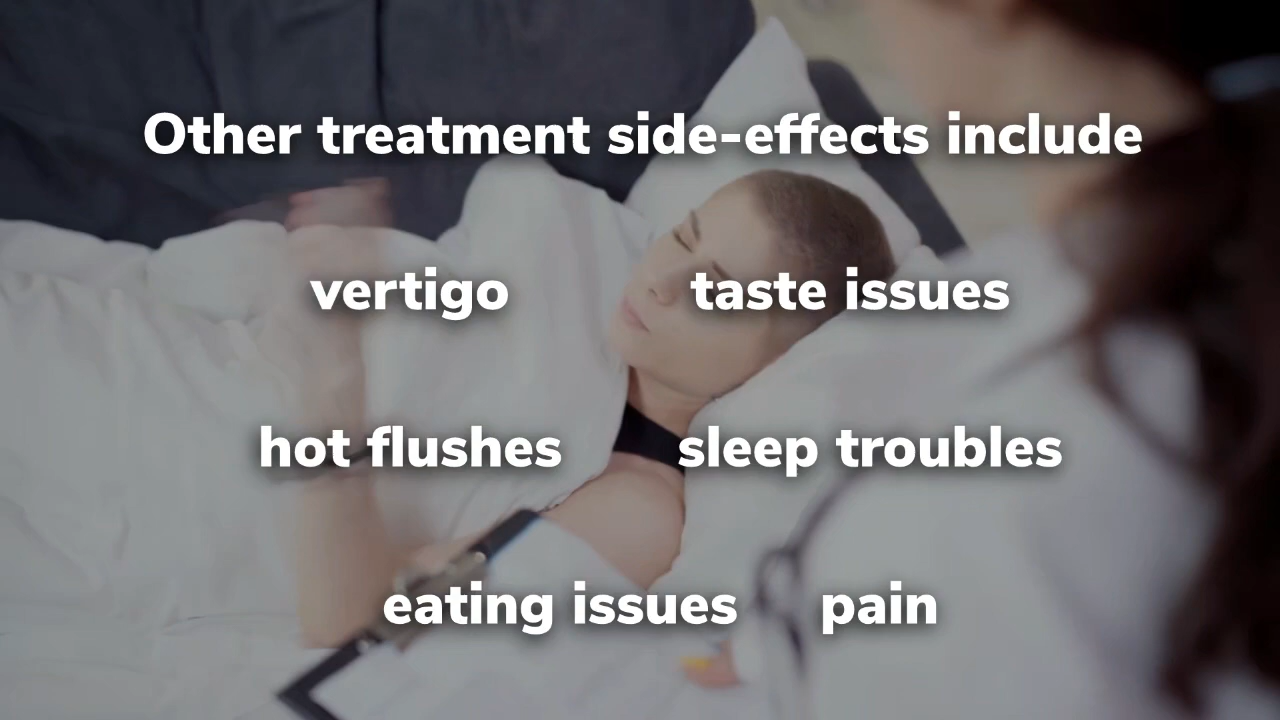 Other treatment side-effects include
vertigo taste issues
hot flushes sleep troubles
eating issues pain